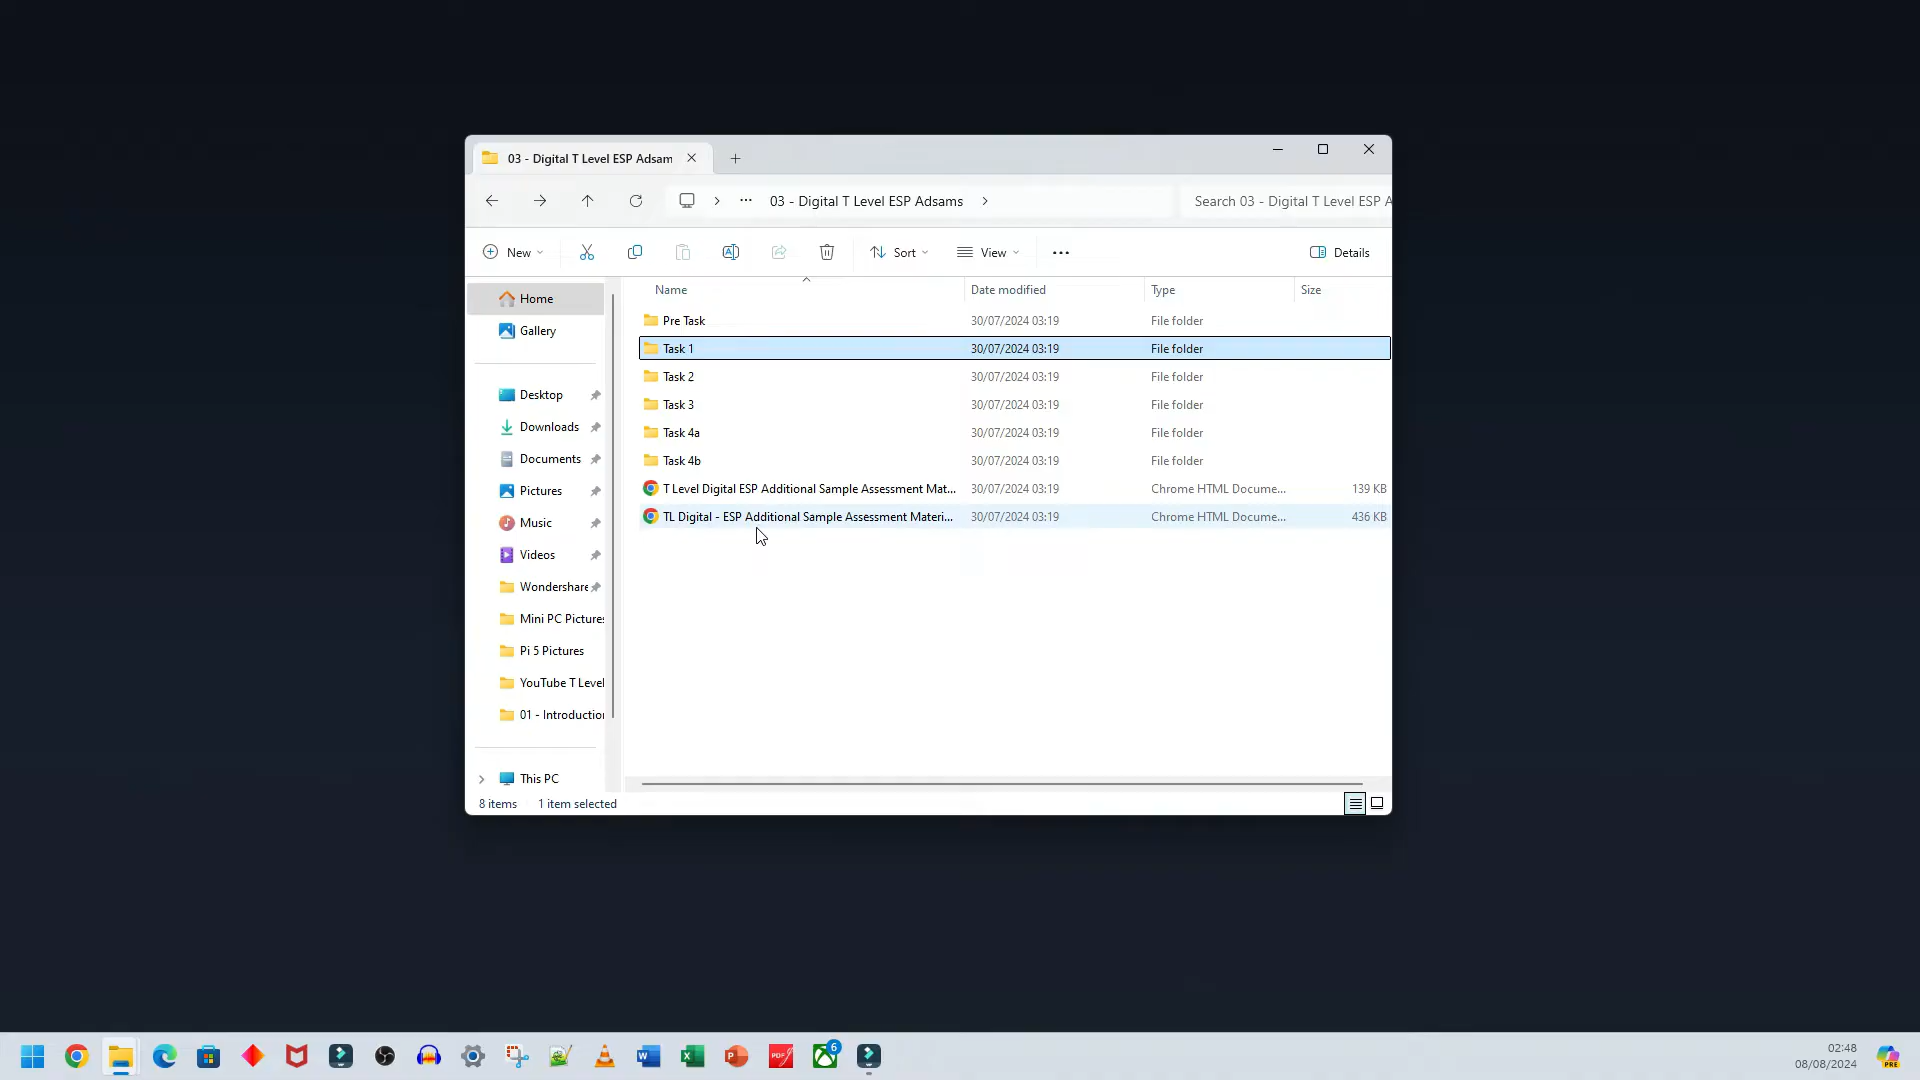 03 - Digital T Level ESP Adsam
03 - Digital T Level ESP Adsams
Search 03 - Digital T Level ESP A
New
Sort
View
Details
Name Date modified Type Size
Home
Gallery
Desktop
Downloads
Documents
Pictures
Music
Videos
Wondershare
Mini PC Pictures
Pi 5 Pictures
YouTube T Level
01 - Introduction
This PC
Pre Task 30/07/2024 03:19 File folder
Task 1 30/07/2024 03:19 File folder
Task 2 30/07/2024 03:19 File folder
Task 3 30/07/2024 03:19 File folder
Task 4a 30/07/2024 03:19 File folder
Task 4b 30/07/2024 03:19 File folder
T Level Digital ESP Additional Sample Assessment Mat... 30/07/2024 03:19 Chrome HTML Docume... 139 KB
TL Digital - ESP Additional Sample Assessment Materi... 30/07/2024 03:19 Chrome HTML Docume... 436 KB
8 items 1 item selected
W
X
P
PDF
6
02:48
08/08/2024
PRE